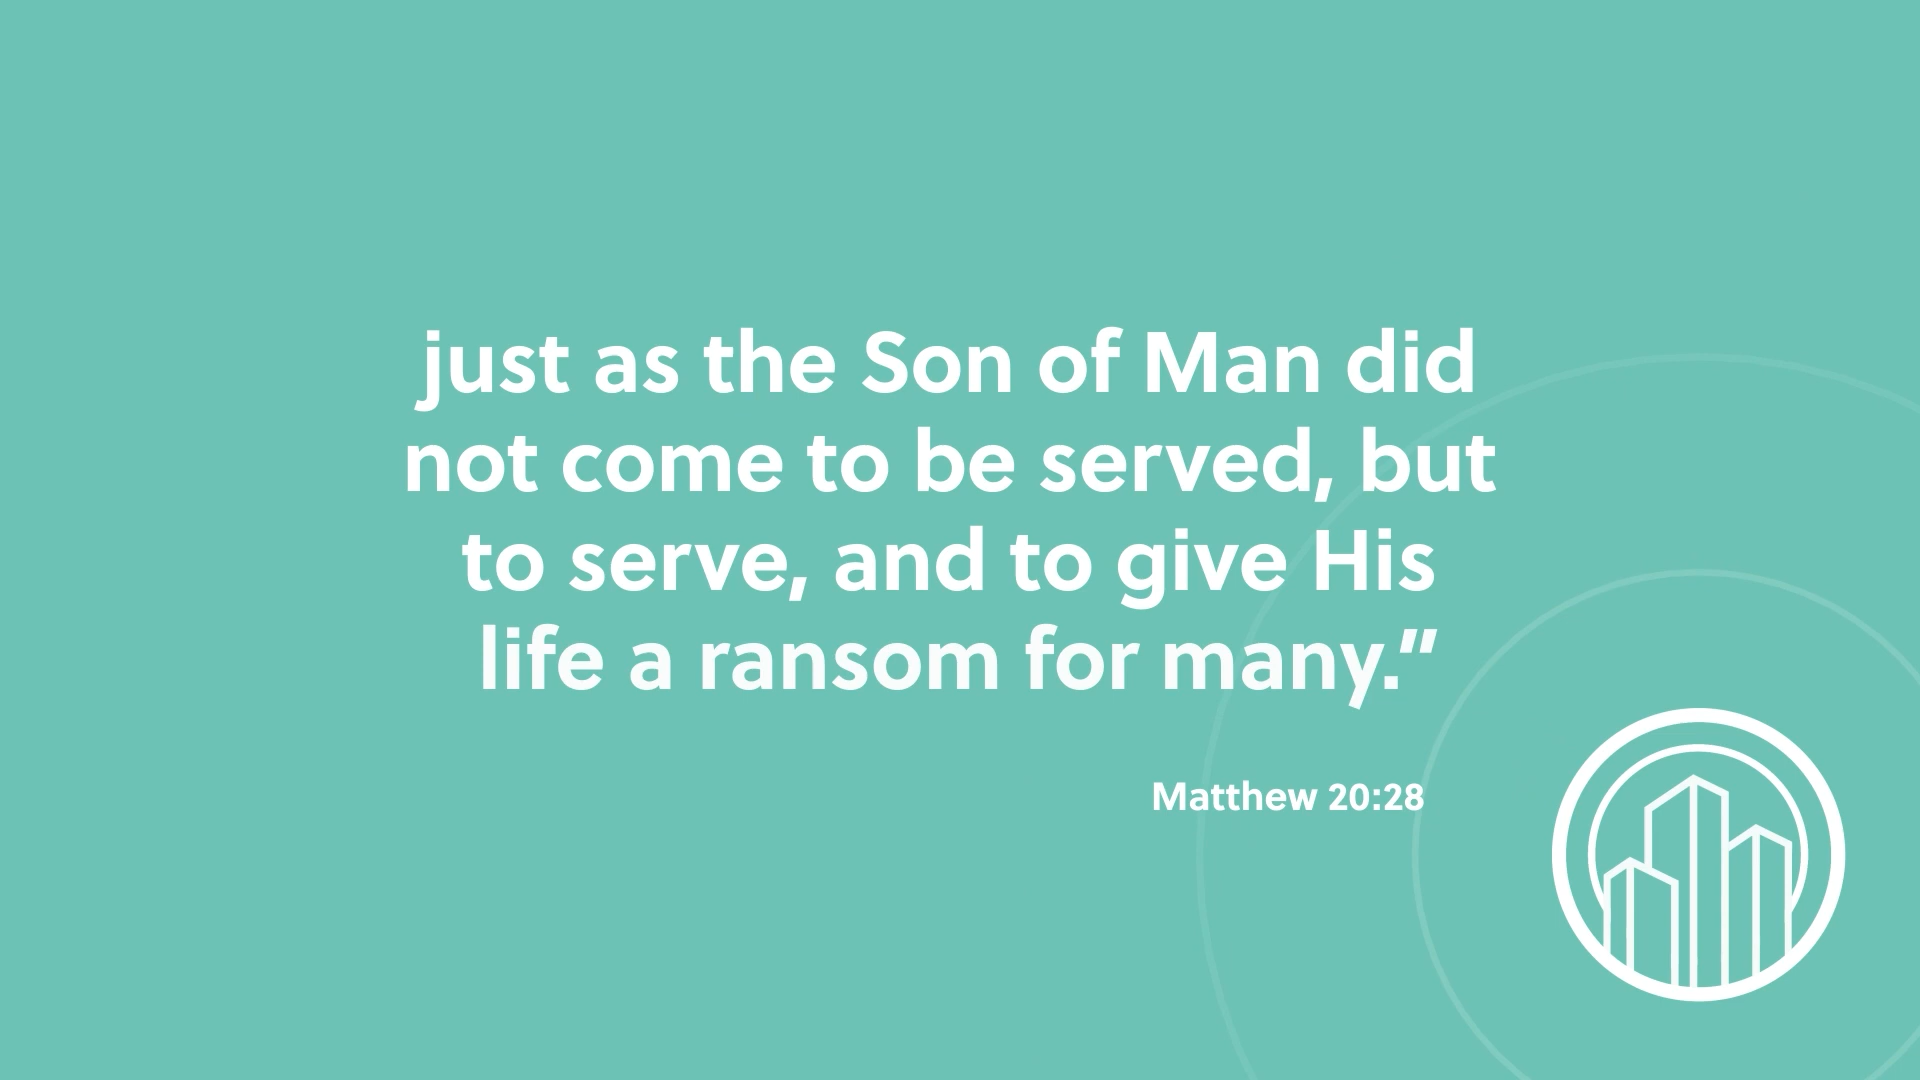 just as the Son of Man did
not come to be served, but
to serve, and to give His
life a ransom for many.”
Matthew 20:28